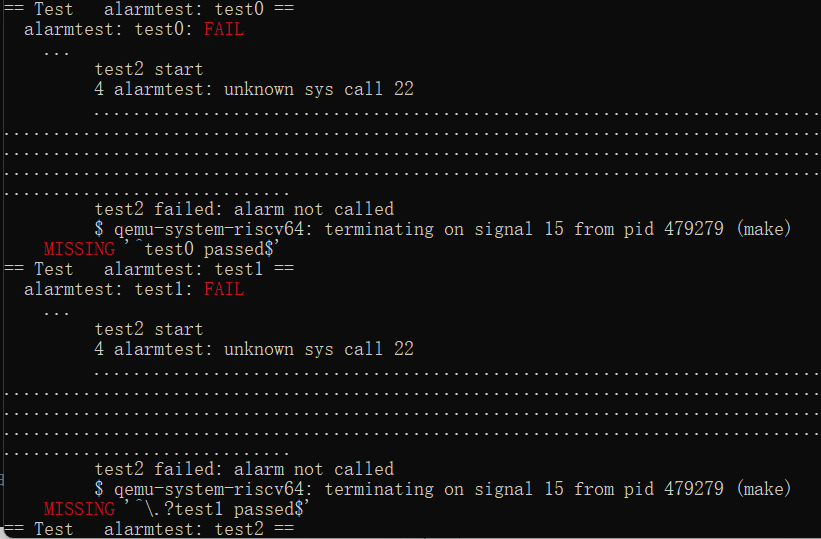 == Test   alarmtest: test0 ==
  alarmtest: test0: FAIL
    ...
         test2 start
         4 alarmtest: unknown sys call 22
         .........................................................................
..................................................................................
..................................................................................
..................................................................................
.............................
         test2 failed: alarm not called
         $ qemu-system-riscv64: terminating on signal 15 from pid 479279 (make)
    MISSING '^test0 passed$'
== Test   alarmtest: test1 ==
  alarmtest: test1: FAIL
    ...
         test2 start
         4 alarmtest: unknown sys call 22
         .........................................................................
..................................................................................
..................................................................................
..................................................................................
.............................
         test2 failed: alarm not called
         $ qemu-system-riscv64: terminating on signal 15 from pid 479279 (make)
    MISSING '^\.?test1 passed$'
== Test   alarmtest: test2 ==